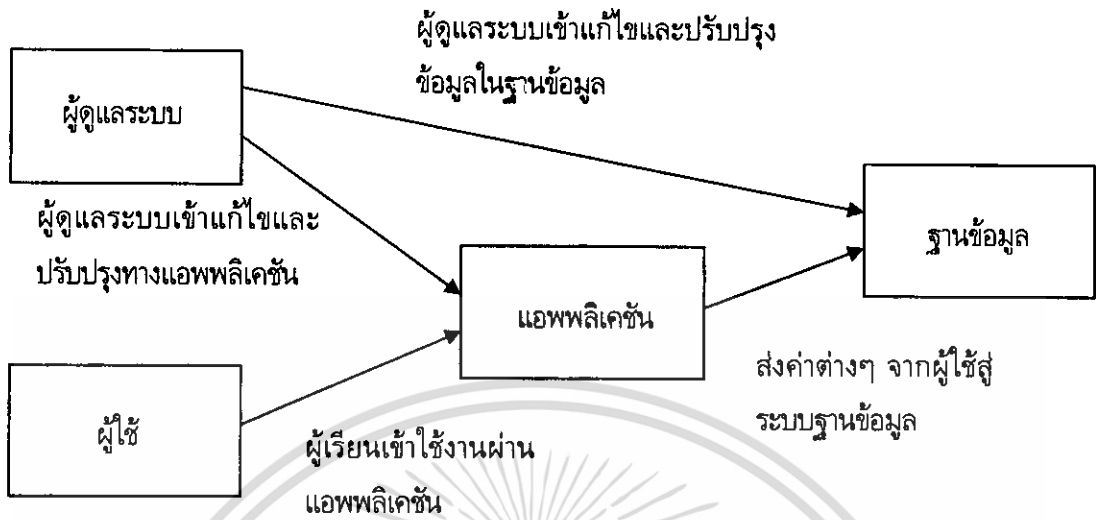 ผู้ดูแลระบบเข้าแก้ไขและปรับปรุง
ข้อมูลในฐานข้อมูล
ผู้ดูแลระบบ
ผู้ดูแลระบบเข้าแก้ไขและ
ปรับปรุงทางแอพพลิเคชัน
ฐานข้อมูล
แอพพลิเคชัน
ส่งค่าต่างๆ จากผู้ใช้สู่
ระบบฐานข้อมูล
ผู้ใช้
ผู้เรียนเข้าใช้งานผ่าน
แอพพลิเคชัน